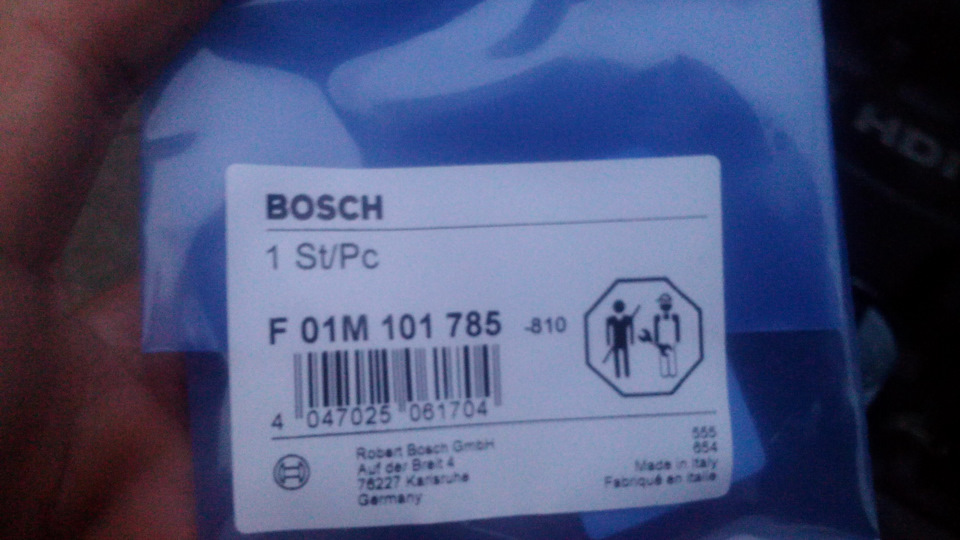 HDI
BOSCH
1 St/Pc
F 01M 101 785 -810
4 047025 061704
555
654
Robert Bosch GmbH
Auf der Breit 4
76227 Karlsruhe
Germany
Made in Italy
Fabriqué en Italie